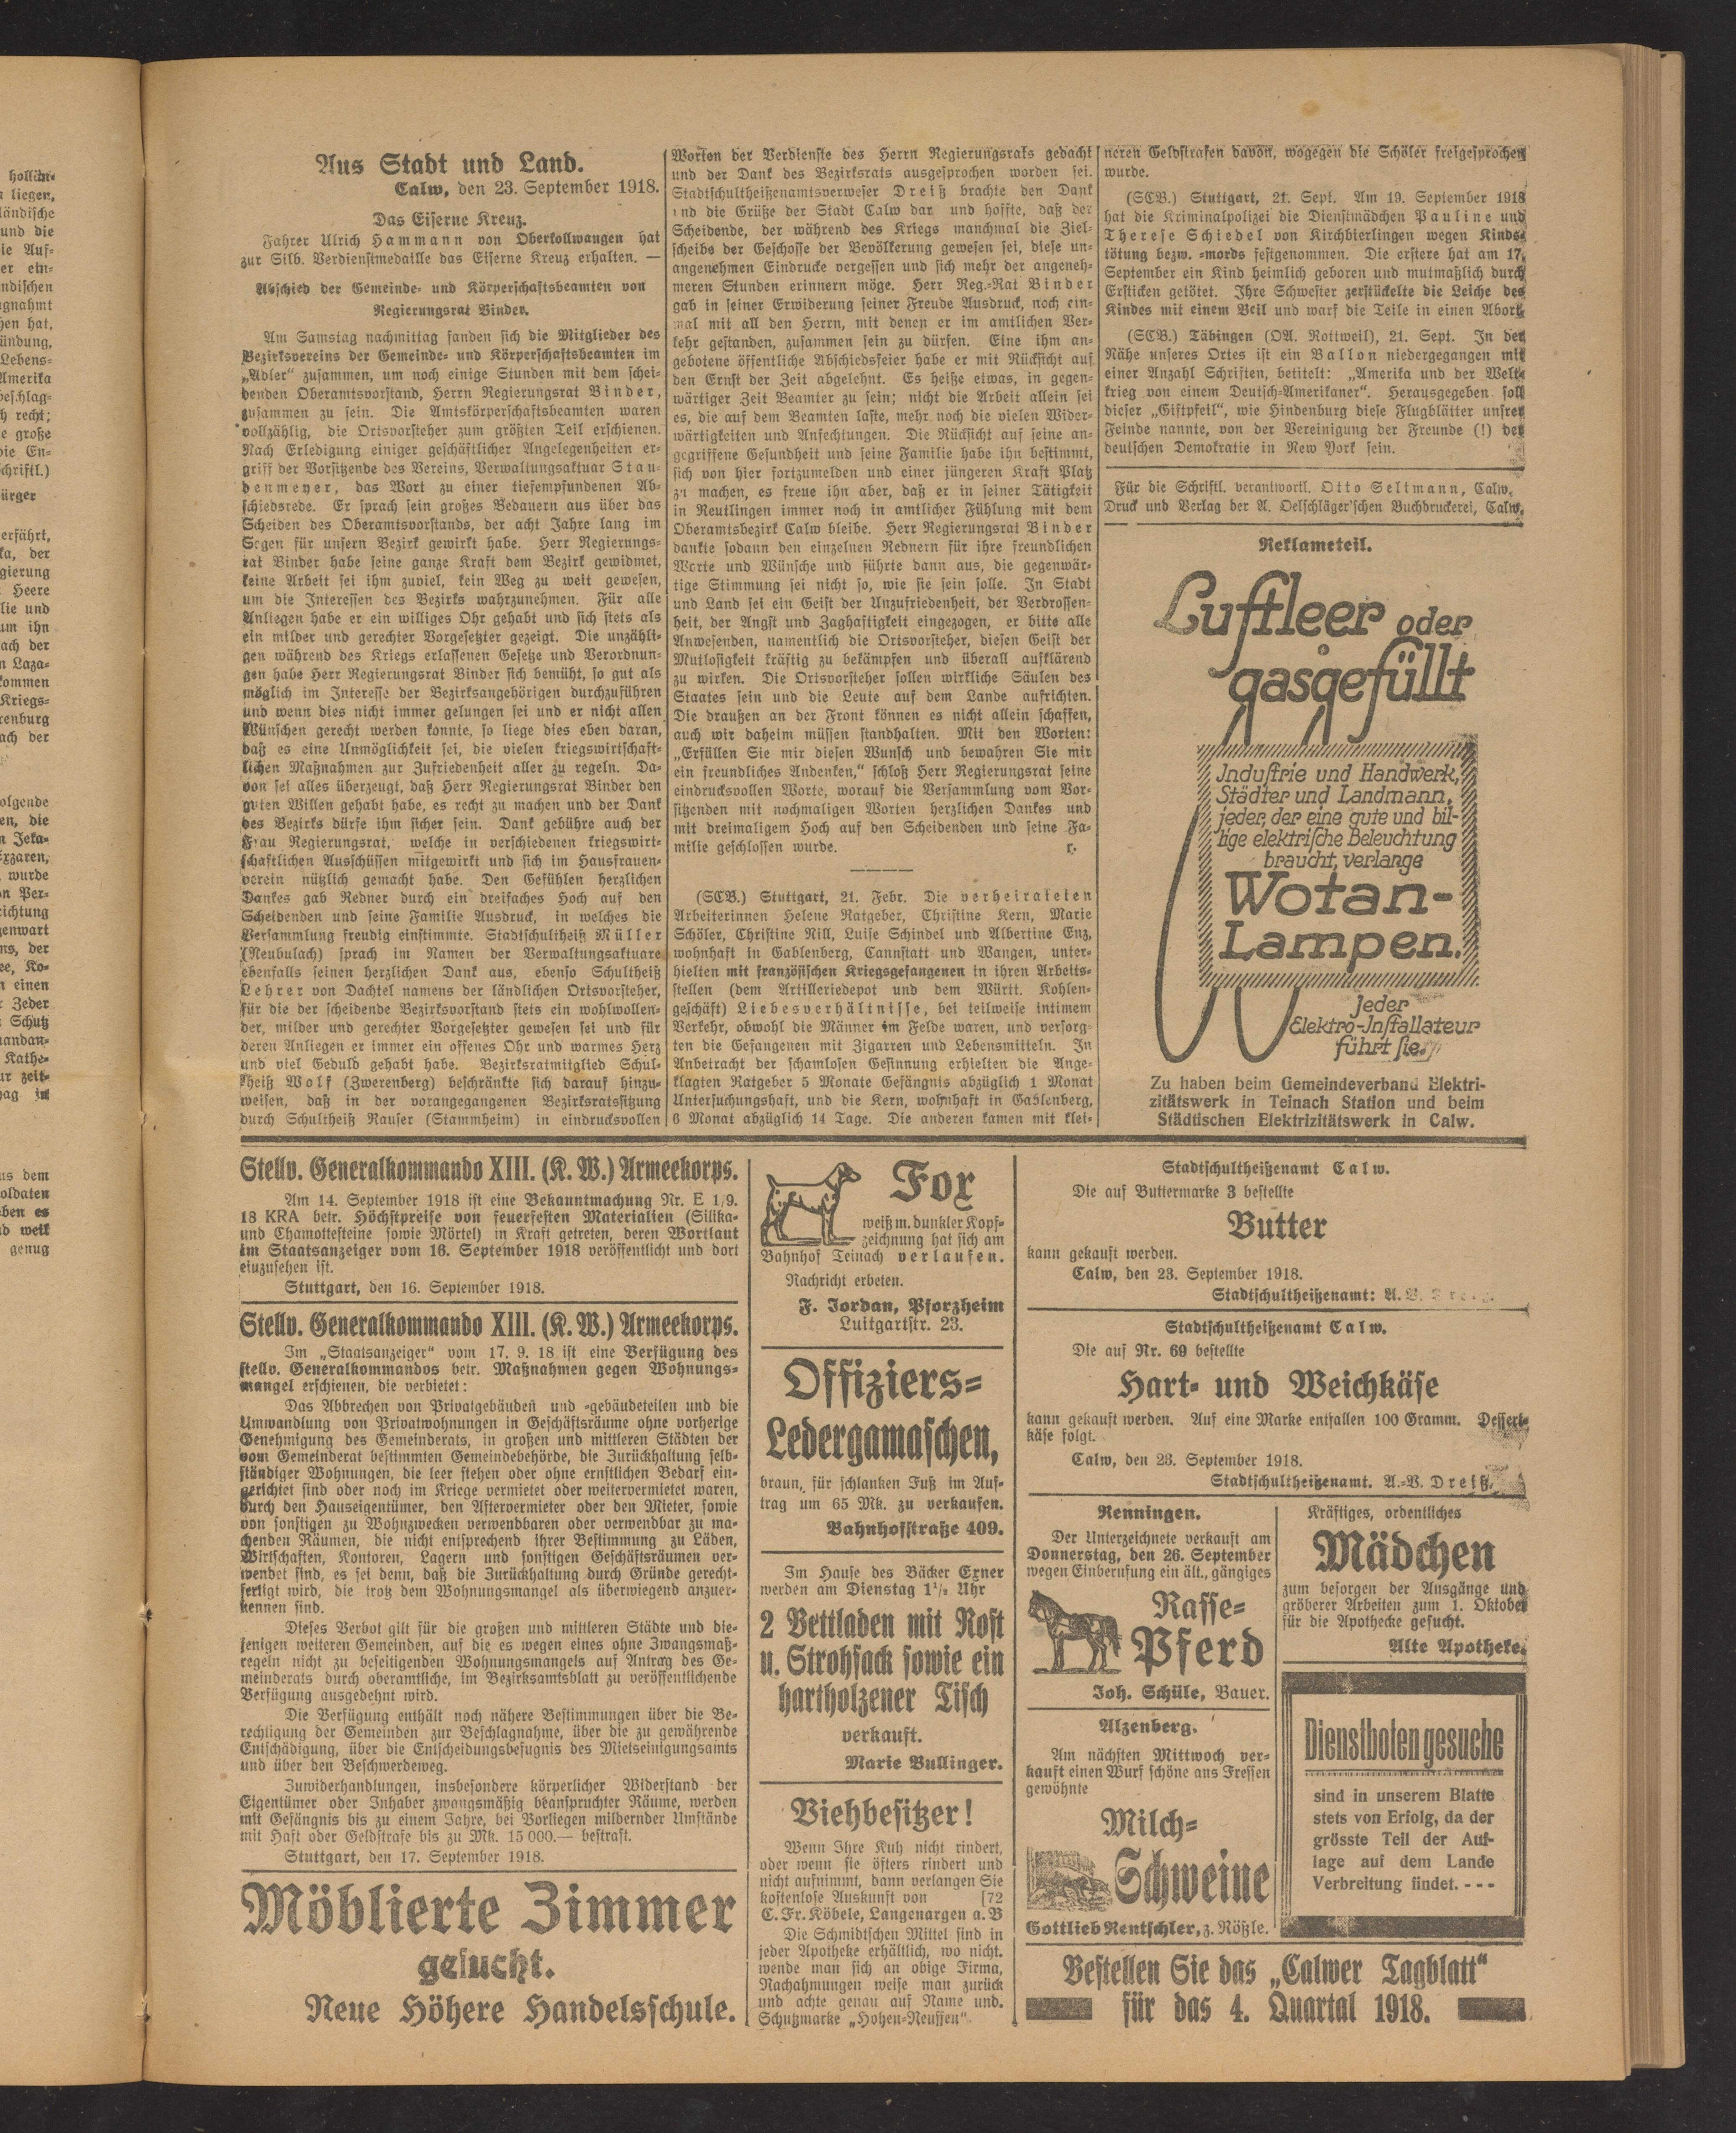 Aus Stadt und Land.
Calw, den 23. September 1918.
Das Eiserne Kreuz.
Fahrer Ulrich Hammann von Oberkollwangen hat
zur Silb. Verdienstmedaille das Eiserne Kreuz erhalten. —
Abschied der Gemeinde- und Körperschaftsbeamten von
Regierungsrat Binder.
Am Samstag nachmittag fanden sich die Mitglieder des
Bezirksvereins der Gemeinde- und Körperschaftsbeamten im
„Adler“ zusammen, um noch einige Stunden mit dem schei-
denden Oberamtsvorstand, Herrn Regierungsrat Binder,
zusammen zu sein. Die Amtskörperschaftsbeamten waren
vollzählig, die Ortsvorsteher zum größten Teil erschienen.
Nach Erledigung einiger geschäftlicher Angelegenheiten er-
griff der Vorsitzende des Vereins, Verwaltungsaktuar Stau-
denmeyer, das Wort zu einer tiefempfundenen Ab-
schiedsrede. Er sprach sein großes Bedauern aus über das
Scheiden des Oberamtsvorstands, der acht Jahre lang im
Segen für unsern Bezirk gewirkt habe. Herr Regierungs-
rat Binder habe seine ganze Kraft dem Bezirk gewidmet,
keine Arbeit sei ihm zuviel, kein Weg zu weit gewesen,
um die Interessen des Bezirks wahrzunehmen. Für alle
Anliegen habe er ein williges Ohr gehabt und sich stets als
ein milder und gerechter Vorgesetzter gezeigt. Die unzähli-
gen während des Kriegs erlassenen Gesetze und Verordnun-
gen habe Herr Regierungsrat Binder sich bemüht, so gut als
möglich im Interesse der Bezirksangehörigen durchzuführen
und wenn dies nicht immer gelungen sei und er nicht allen
Wünschen gerecht werden konnte, so liege dies eben daran,
daß es eine Unmöglichkeit sei, die vielen kriegswirtschaft-
lichen Maßnahmen zur Zufriedenheit aller zu regeln. Da-
von sei alles überzeugt, daß Herr Regierungsrat Binder den
guten Willen gehabt habe, es recht zu machen und der Dank
des Bezirks dürfe ihm sicher sein. Dank gebühre auch der
Frau Regierungsrat, welche in verschiedenen kriegswirt-
schaftlichen Ausschüssen mitgewirkt und sich im Hausfrauen-
verein nützlich gemacht habe. Den Gefühlen herzlichen
Dankes gab Redner durch ein dreifaches Hoch auf den
Scheidenden und seine Familie Ausdruck, in welches die
Versammlung freudig einstimmte. Stadtschultheiß Müller
(Neubulach) sprach im Namen der Verwaltungsaktuare
ebenfalls seinen herzlichen Dank aus, ebenso Schultheiß
Lehrer von Dachtel namens der ländlichen Ortsvorsteher,
für die der scheidende Bezirksvorstand stets ein wohlwollen-
der, milder und gerechter Vorgesetzter gewesen sei und für
deren Anliegen er immer ein offenes Ohr und warmes Herz
und viel Geduld gehabt habe. Bezirksratmitglied Schul-
theiß Wolf (Zwerenberg) beschränkte sich darauf hinzu-
weisen, daß in der vorangegangenen Bezirksratssitzung
durch Schultheiß Rauser (Stammheim) in eindrucksvollen
Worten der Verdienste des Herrn Regierungsrats gedacht
und der Dank des Bezirksrats ausgesprochen worden sei.
Stadtschultheißenamtsverweser Dreiß brachte den Dank
und die Grüße der Stadt Calw dar und hoffte, daß der
Scheidende, der während des Kriegs manchmal die Ziel-
scheibs der Geschosse der Bevölkerung gewesen sei, diese un-
angenehmen Eindrucke vergessen und sich mehr der angeneh-
meren Stunden erinnern möge. Herr Reg.-Rat Binder
gab in seiner Erwiderung seiner Freude Ausdruck, noch ein-
mal mit all den Herrn, mit denen er im amtlichen Ver-
kehr gestanden, zusammen sein zu dürfen. Eine ihm an-
gebotene öffentliche Abschiedsfeier habe er mit Rücksicht auf
den Ernst der Zeit abgelehnt. Es heiße etwas, in gegen-
wärtiger Zeit Beamter zu sein; nicht die Arbeit allein sei
es, die auf dem Beamten laste, mehr noch die vielen Wider-
wärtigkeiten und Anfechtungen. Die Rücksicht auf seine an-
gegriffene Gesundheit und seine Familie habe ihn bestimmt,
sich von hier fortzumelden und einer jüngeren Kraft Platz
zu machen, es freue ihn aber, daß er in seiner Tätigkeit
in Reutlingen immer noch in amtlicher Fühlung mit dem
Oberamtsbezirk Calw bleibe. Herr Regierungsrat Binder
dankte sodann den einzelnen Rednern für ihre freundlichen
Worte und Wünsche und führte dann aus, die gegenwär-
tige Stimmung sei nicht so, wie sie sein solle. In Stadt
und Land sei ein Geist der Unzufriedenheit, der Verdrossen-
heit, der Angst und Zaghaftigkeit eingezogen, er bitte alle
Anwesenden, namentlich die Ortsvorsteher, diesen Geist der
Mutlosigkeit kräftig zu bekämpfen und überall aufklärend
zu wirken. Die Ortsvorsteher sollen wirkliche Säulen des
Staates sein und die Leute auf dem Lande aufrichten.
Die draußen an der Front können es nicht allein schaffen,
auch wir daheim müssen standhalten. Mit den Worten:
„Erfüllen Sie mir diesen Wunsch und bewahren Sie mir
ein freundliches Andenken,“ schloß Herr Regierungsrat seine
eindrucksvollen Worte, worauf die Versammlung vom Vor-
sitzenden mit nochmaligen Worten herzlichen Dankes und
mit dreimaligem Hoch auf den Scheidenden und seine Fa-
milie geschlossen wurde. r.
(SCB.) Stuttgart, 21. Febr. Die verheirateten
Arbeiterinnen Helene Ratgeber, Christine Kern, Marie
Schöler, Christine Rill, Luise Schindel und Albertine Enz,
wohnhaft in Gablenberg, Cannstatt und Wangen, unter-
hielten mit französischen Kriegsgefangenen in ihren Arbeits-
stellen (dem Artilleriedepot und dem Württ. Kohlen-
geschäft) Liebesverhälnisse, bei teilweise intimem
Verkehr, obwohl die Männer im Felde waren, und versorg-
ten die Gefangenen mit Zigarren und Lebensmitteln. In
Anbetracht der schamlosen Gesinnung erhielten die Ange-
klagten Ratgeber 5 Monate Gefängnis abzüglich 1 Monat
Untersuchungshaft, und die Kern, wohnhaft in Gablenberg,
6 Monat abzüglich 14 Tage. Die anderen kamen mit klei-
neren Geldstrafen davon, wogegen die Schöler freigesprochen
wurde.
(SCB.) Stuttgart, 21. Sept. Am 19. September 1918
hat die Kriminalpolizei die Dienstmädchen Pauline und
Therese Schiedel von Kirchbierlingen wegen Kinds-
tötung bezw. -mords festgenommen. Die erstere hat am 17.
September ein Kind heimlich geboren und mutmaßlich durch
Ersticken getötet. Ihre Schwester zerstückelte die Leiche des
Kindes mit einem Beil und warf die Teile in einen Abort.
(SCB.) Täbingen (OA. Rottweil), 21. Sept. In der
Nähe unseres Ortes ist ein Ballon niedergegangen mit
einer Anzahl Schriften, betitelt: „Amerika und der Welt-
krieg von einem Deutsch-Amerikaner“. Herausgegeben soll
dieser „Giftpfeil“, wie Hindenburg diese Flugblätter unsrer
Feinde nannte, von der Vereinigung der Freunde (!) der
deutschen Demokratie in New York sein.
Für die Schriftl. verantwortl. Otto Seltmann, Calw.
Druck und Verlag der A. Oelschläger'schen Buchdruckerei, Calw.
Reklameteil.
Luftleer oder
gasgefüllt
Industrie und Handwerk,
Städter und Landmann,
jeder, der eine gute und bil-
lige elektrische Beleuchtung
braucht, verlange
Wotan-
Lampen.
Jeder
Elektro-Installateur
führt sie.
Zu haben beim Gemeindeverband Elektri-
zitätswerk in Teinach Station und beim
Städtischen Elektrizitätswerk in Calw.
Stellv. Generalkommando XIII. (K. W.) Armeekorps.
Am 14. September 1918 ist eine Bekanntmachung Nr. E 1/9.
18 KRA betr. Höchstpreise von feuerfesten Materialien (Silika-
und Chamottesteine sowie Mörtel) in Kraft getreten, deren Wortlaut
im Staatsanzeiger vom 16. September 1918 veröffentlicht und dort
einzusehen ist.
Stuttgart, den 16. September 1918.
Stellv. Generalkommando XIII. (K. W.) Armeekorps.
Im „Staatsanzeiger“ vom 17. 9. 18 ist eine Verfügung des
stellv. Generalkommandos betr. Maßnahmen gegen Wohnungs-
mangel erschienen, die verbietet:
Das Abbrechen von Privatgebäuden und -gebäudeteilen und die
Umwandlung von Privatwohnungen in Geschäftsräume ohne vorherige
Genehmigung des Gemeinderats, in großen und mittleren Städten der
vom Gemeinderat bestimmten Gemeindebehörde, die Zurückhaltung selb-
ständiger Wohnungen, die leer stehen oder ohne ernstlichen Bedarf ein-
gerichtet sind oder noch im Kriege vermietet oder weitervermietet waren,
durch den Hauseigentümer, den Aftervermieter oder den Mieter, sowie
von sonstigen zu Wohnzwecken verwendbaren oder verwendbar zu ma-
chenden Räumen, die nicht entsprechend ihrer Bestimmung zu Läden,
Wirtschaften, Kontoren, Lagern und sonstigen Geschäftsräumen ver-
wendet sind, es sei denn, daß die Zurückhaltung durch Gründe gerecht-
fertigt wird, die trotz dem Wohnungsmangel als überwiegend anzuer-
kennen sind.
Dieses Verbot gilt für die großen und mittleren Städte und die-
jenigen weiteren Gemeinden, auf die es wegen eines ohne Zwangsmaß-
regeln nicht zu beseitigenden Wohnungsmangels auf Antrag des Ge-
meinderats durch oberamtliche, im Bezirksamtsblatt zu veröffentlichende
Verfügung ausgedehnt wird.
Die Verfügung enthält noch nähere Bestimmungen über die Be-
rechtigung der Gemeinden zur Beschlagnahme, über die zu gewährende
Entschädigung, über die Entscheidungsbefugnis des Mietseinigungsamts
und über den Beschwerdeweg.
Zuwiderhandlungen, insbesondere körperlicher Widerstand der
Eigentümer oder Inhaber zwangsmäßig beanspruchter Räume, werden
mit Gefängnis bis zu einem Jahre, bei Vorliegen mildernder Umstände
mit Haft oder Geldstrafe bis zu Mk. 15 000.— bestraft.
Stuttgart, den 17. September 1918.
Möblierte Zimmer
gesucht.
Neue Höhere Handelsschule.
Fox
weiß m. dunkler Kopf-
zeichnung hat sich am
Bahnhof Teinach verlaufen.
Nachricht erbeten.
F. Jordan, Pforzheim
Luitgartstr. 23.
Offiziers-
Ledergamaschen,
braun, für schlanken Fuß im Auf-
trag um 65 Mk. zu verkaufen.
Bahnhofstraße 409.
Im Hause des Bäcker Exner
werden am Dienstag 1½ Uhr
2 Bettladen mit Rost
u. Strohsack sowie ein
hartholzener Tisch
verkauft.
Marie Bullinger.
Viehbesitzer!
Wenn Ihre Kuh nicht rindert,
oder wenn sie öfters rindert und
nicht aufnimmt, dann verlangen Sie
kostenlose Auskunft von [72
C. Fr. Köbele, Langenargen a. B
Die Schmidtschen Mittel sind in
jeder Apotheke erhältlich, wo nicht.
wende man sich an obige Firma,
Nachahmungen weise man zurück
und achte genau auf Name und.
Schutzmarke „Hohen-Neuffen“.
Stadtschultheißenamt Calw.
Die auf Buttermarke 3 bestellte
Butter
kann gekauft werden.
Calw, den 23. September 1918.
Stadtschultheißenamt: A.
Stadtschultheißenamt Calw.
Die auf Nr. 69 bestellte
Hart- und Weichkäse
kann gekauft werden. Auf eine Marke entfallen 100 Gramm. Dessert-
käse folgt.
Calw, den 23. September 1918.
Stadtschultheißenamt. A.-V. Dreiß.
Renningen.
Der Unterzeichnete verkauft am
Donnerstag, den 26. September
wegen Einberufung ein ält., gängiges
Rasse-
Pferd
Joh. Schüle, Bauer.
Alzenberg.
Am nächsten Mittwoch ver-
kauft einen Wurf schöne ans Fressen
gewöhnte
Milch-
Schweine
Gottlieb Rentschler, z. Rößle.
Kräftiges, ordentliches
Mädchen
zum besorgen der Ausgänge und
gröberer Arbeiten zum 1. Oktober
für die Apotheke gesucht.
Alte Apotheke.
Dienstbotengesuche
sind in unserem Blatte
stets von Erfolg, da der
grösste Teil der Auf-
lage auf dem Lande
Verbreitung findet. - - -
Bestellen Sie das „Calwer Tagblatt“
für das 4. Quartal 1918.